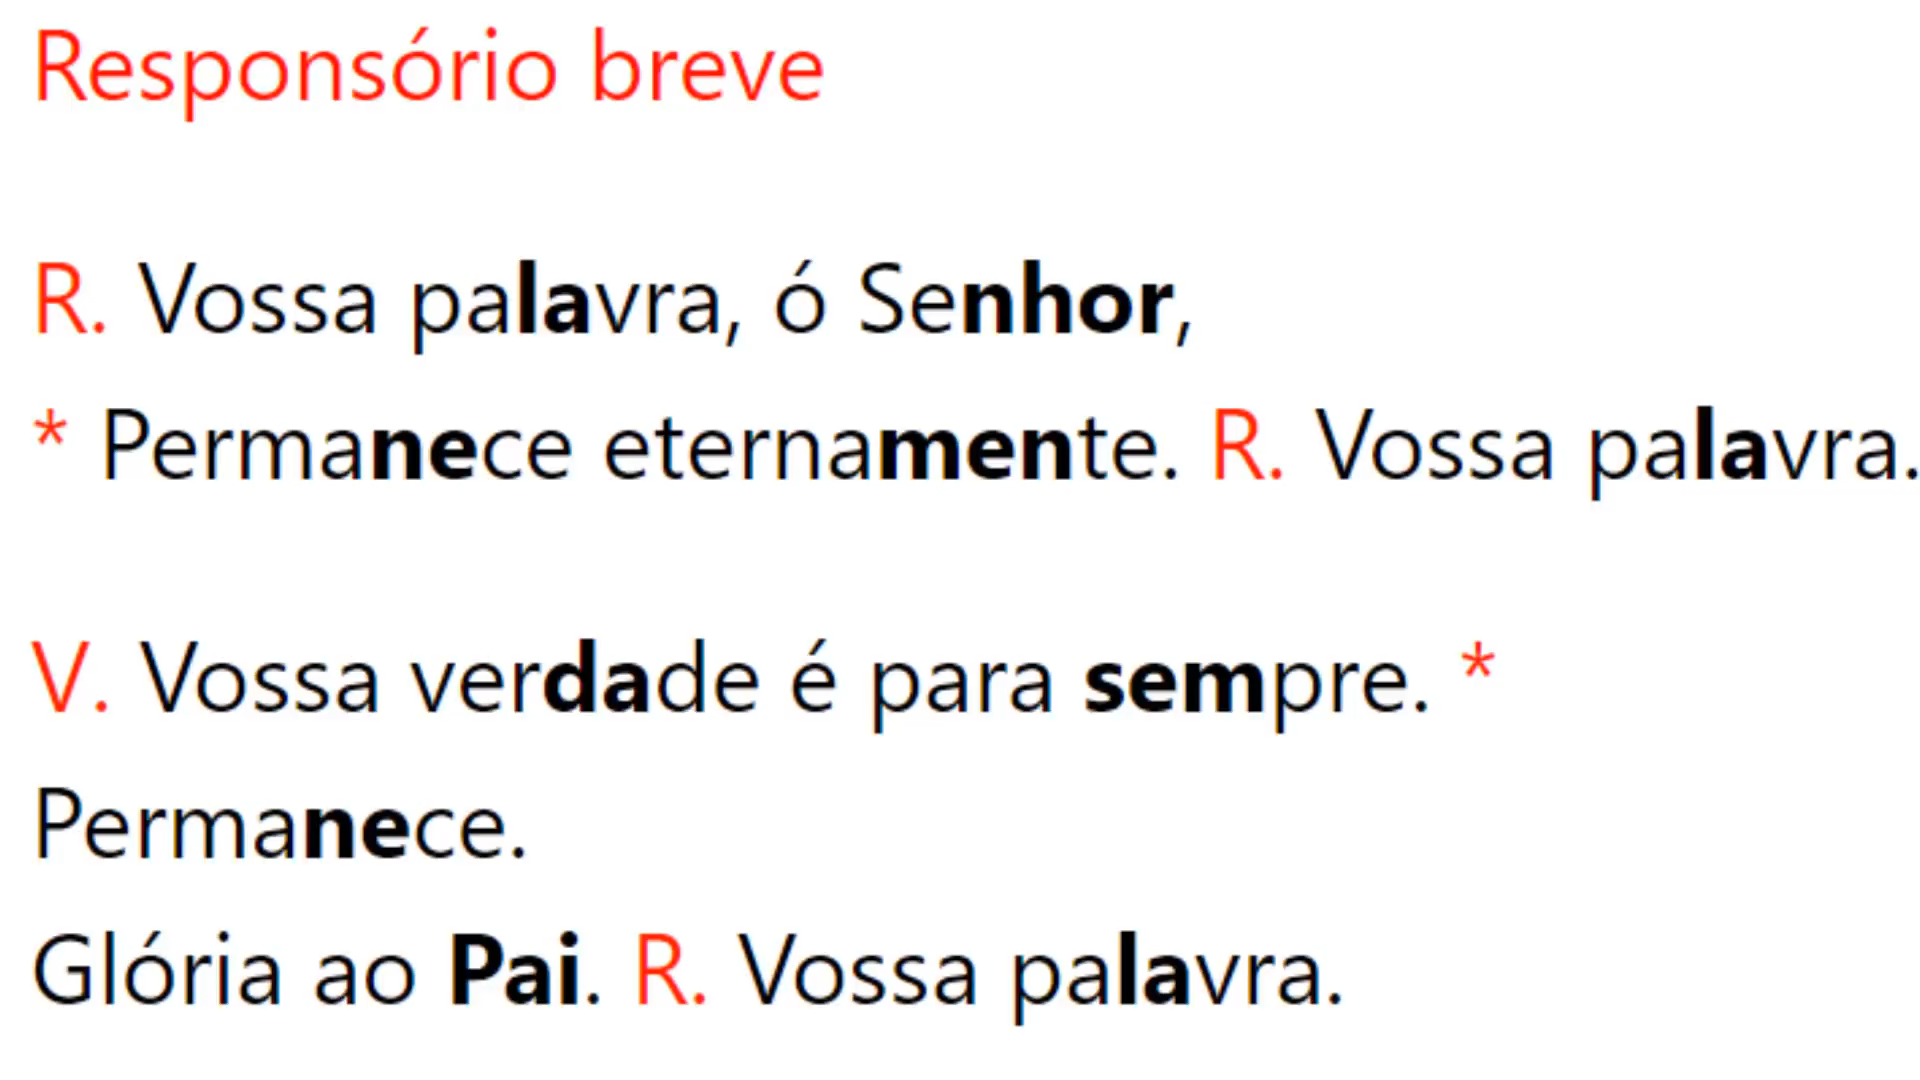 Responsório breve
R. Vossa palavra, ó Senhor,
* Permanece eternamente. R. Vossa palavra.
V. Vossa verdade é para sempre. *
Permanece.
Glória ao Pai. R. Vossa palavra.